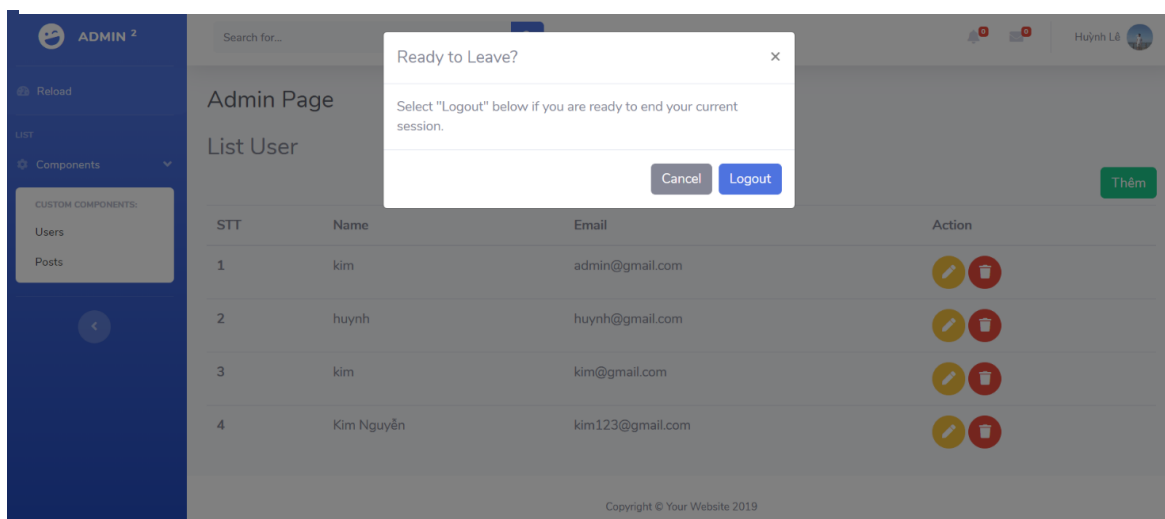 ADMIN 2
Search for...
0
0
Huỳnh Lê
Ready to Leave?
×
Select "Logout" below if you are ready to end your current
session.
Cancel
Logout
Reload
LIST
Components
CUSTOM COMPONENTS:
Users
Posts
Admin Page
List User
Thêm
STT Name Email Action
1 kim admin@gmail.com
2 huynh huynh@gmail.com
3 kim kim@gmail.com
4 Kim Nguyễn kim123@gmail.com
Copyright © Your Website 2019